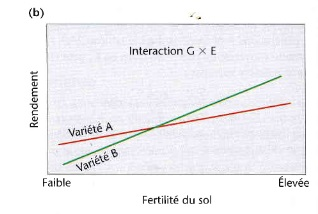 (b)
Interaction G × E
Rendement
Variété A
Variété B
Faible
Élevée
Fertilité du sol